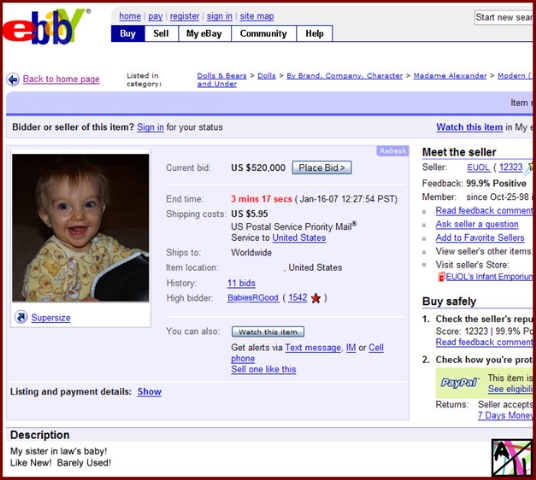 ebbY®
home | pay | register | sign in | site map
Start new sear
Buy Sell My eBay Community Help
Back to home page
Listed in category:
Dolls & Bears > Dolls > By Brand, Company, Character > Madame Alexander > Modern (
and Under
Item n
Bidder or seller of this item? Sign in for your status
Watch this item in My e
Refresh
Current bid: US $520,000 Place Bid >
End time: 3 mins 17 secs (Jan-16-07 12:27:54 PST)
Shipping costs: US $5.95
US Postal Service Priority Mail®
Service to United States
Ships to: Worldwide
Item location: , United States
History: 11 bids
High bidder: BabiesRGood ( 1542 )
Supersize
You can also: Watch this item
Get alerts via Text message, IM or Cell
phone
Sell one like this
Listing and payment details: Show
Meet the seller
Seller: EUOL ( 12323
Feedback: 99.9% Positive
Member: since Oct-25-98 i
Read feedback comment
Ask seller a question
Add to Favorite Sellers
View seller's other items
Visit seller's Store:
EUOL's Infant Emporiun
Buy safely
1. Check the seller's repu
Score: 12323 | 99.9% Po
Read feedback comment
2. Check how you're prot
PayPal This item is
See eligibili
Returns: Seller accepts
7 Days Money
Description
My sister in law's baby!
Like New! Barely Used!